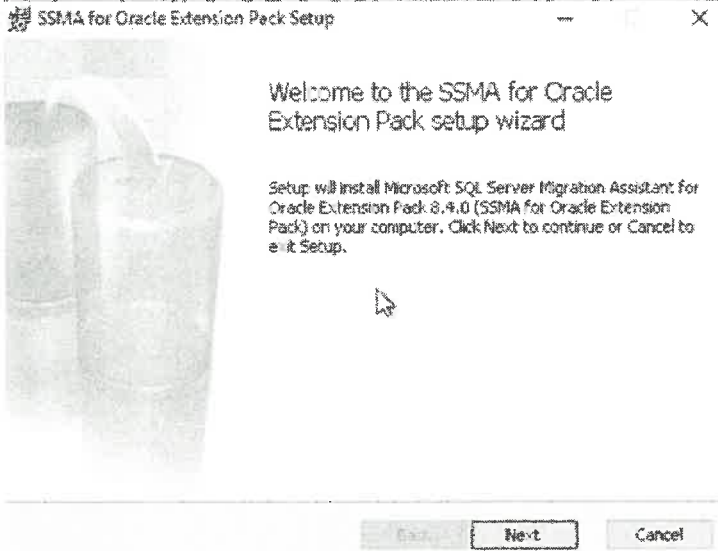 SSMA for Oracle Extension Pack Setup
Welcome to the SSMA for Oracle
Extension Pack setup wizard
Setup will install Microsoft SQL Server Migration Assistant for
Oracle Extension Pack 8.4.0 (SSMA for Oracle Extension
Pack) on your computer. Click Next to continue or Cancel to
exit Setup.
Back
Next
Cancel